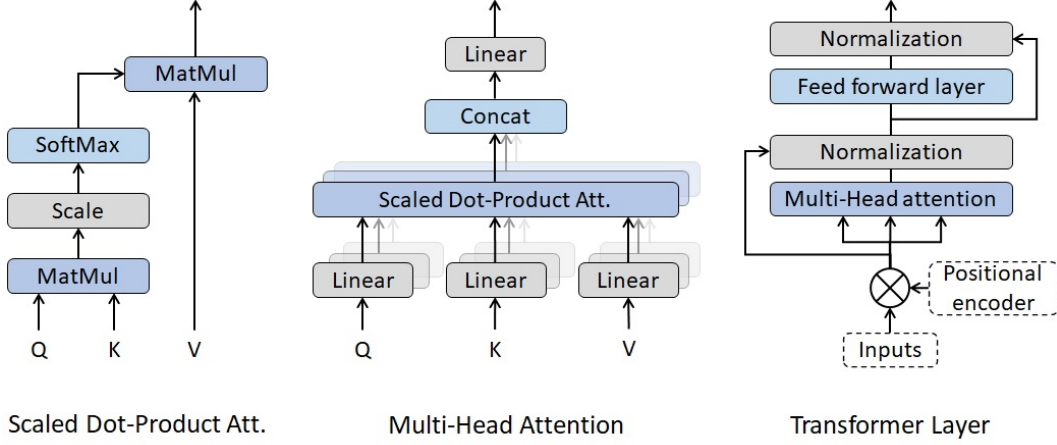 MatMul
SoftMax
Scale
MatMul
Q K V
Scaled Dot-Product Att.
Linear
Concat
Scaled Dot-Product Att.
Linear Linear Linear
Q K V
Multi-Head Attention
Normalization
Feed forward layer
Normalization
Multi-Head attention
Positional
encoder
Inputs
Transformer Layer